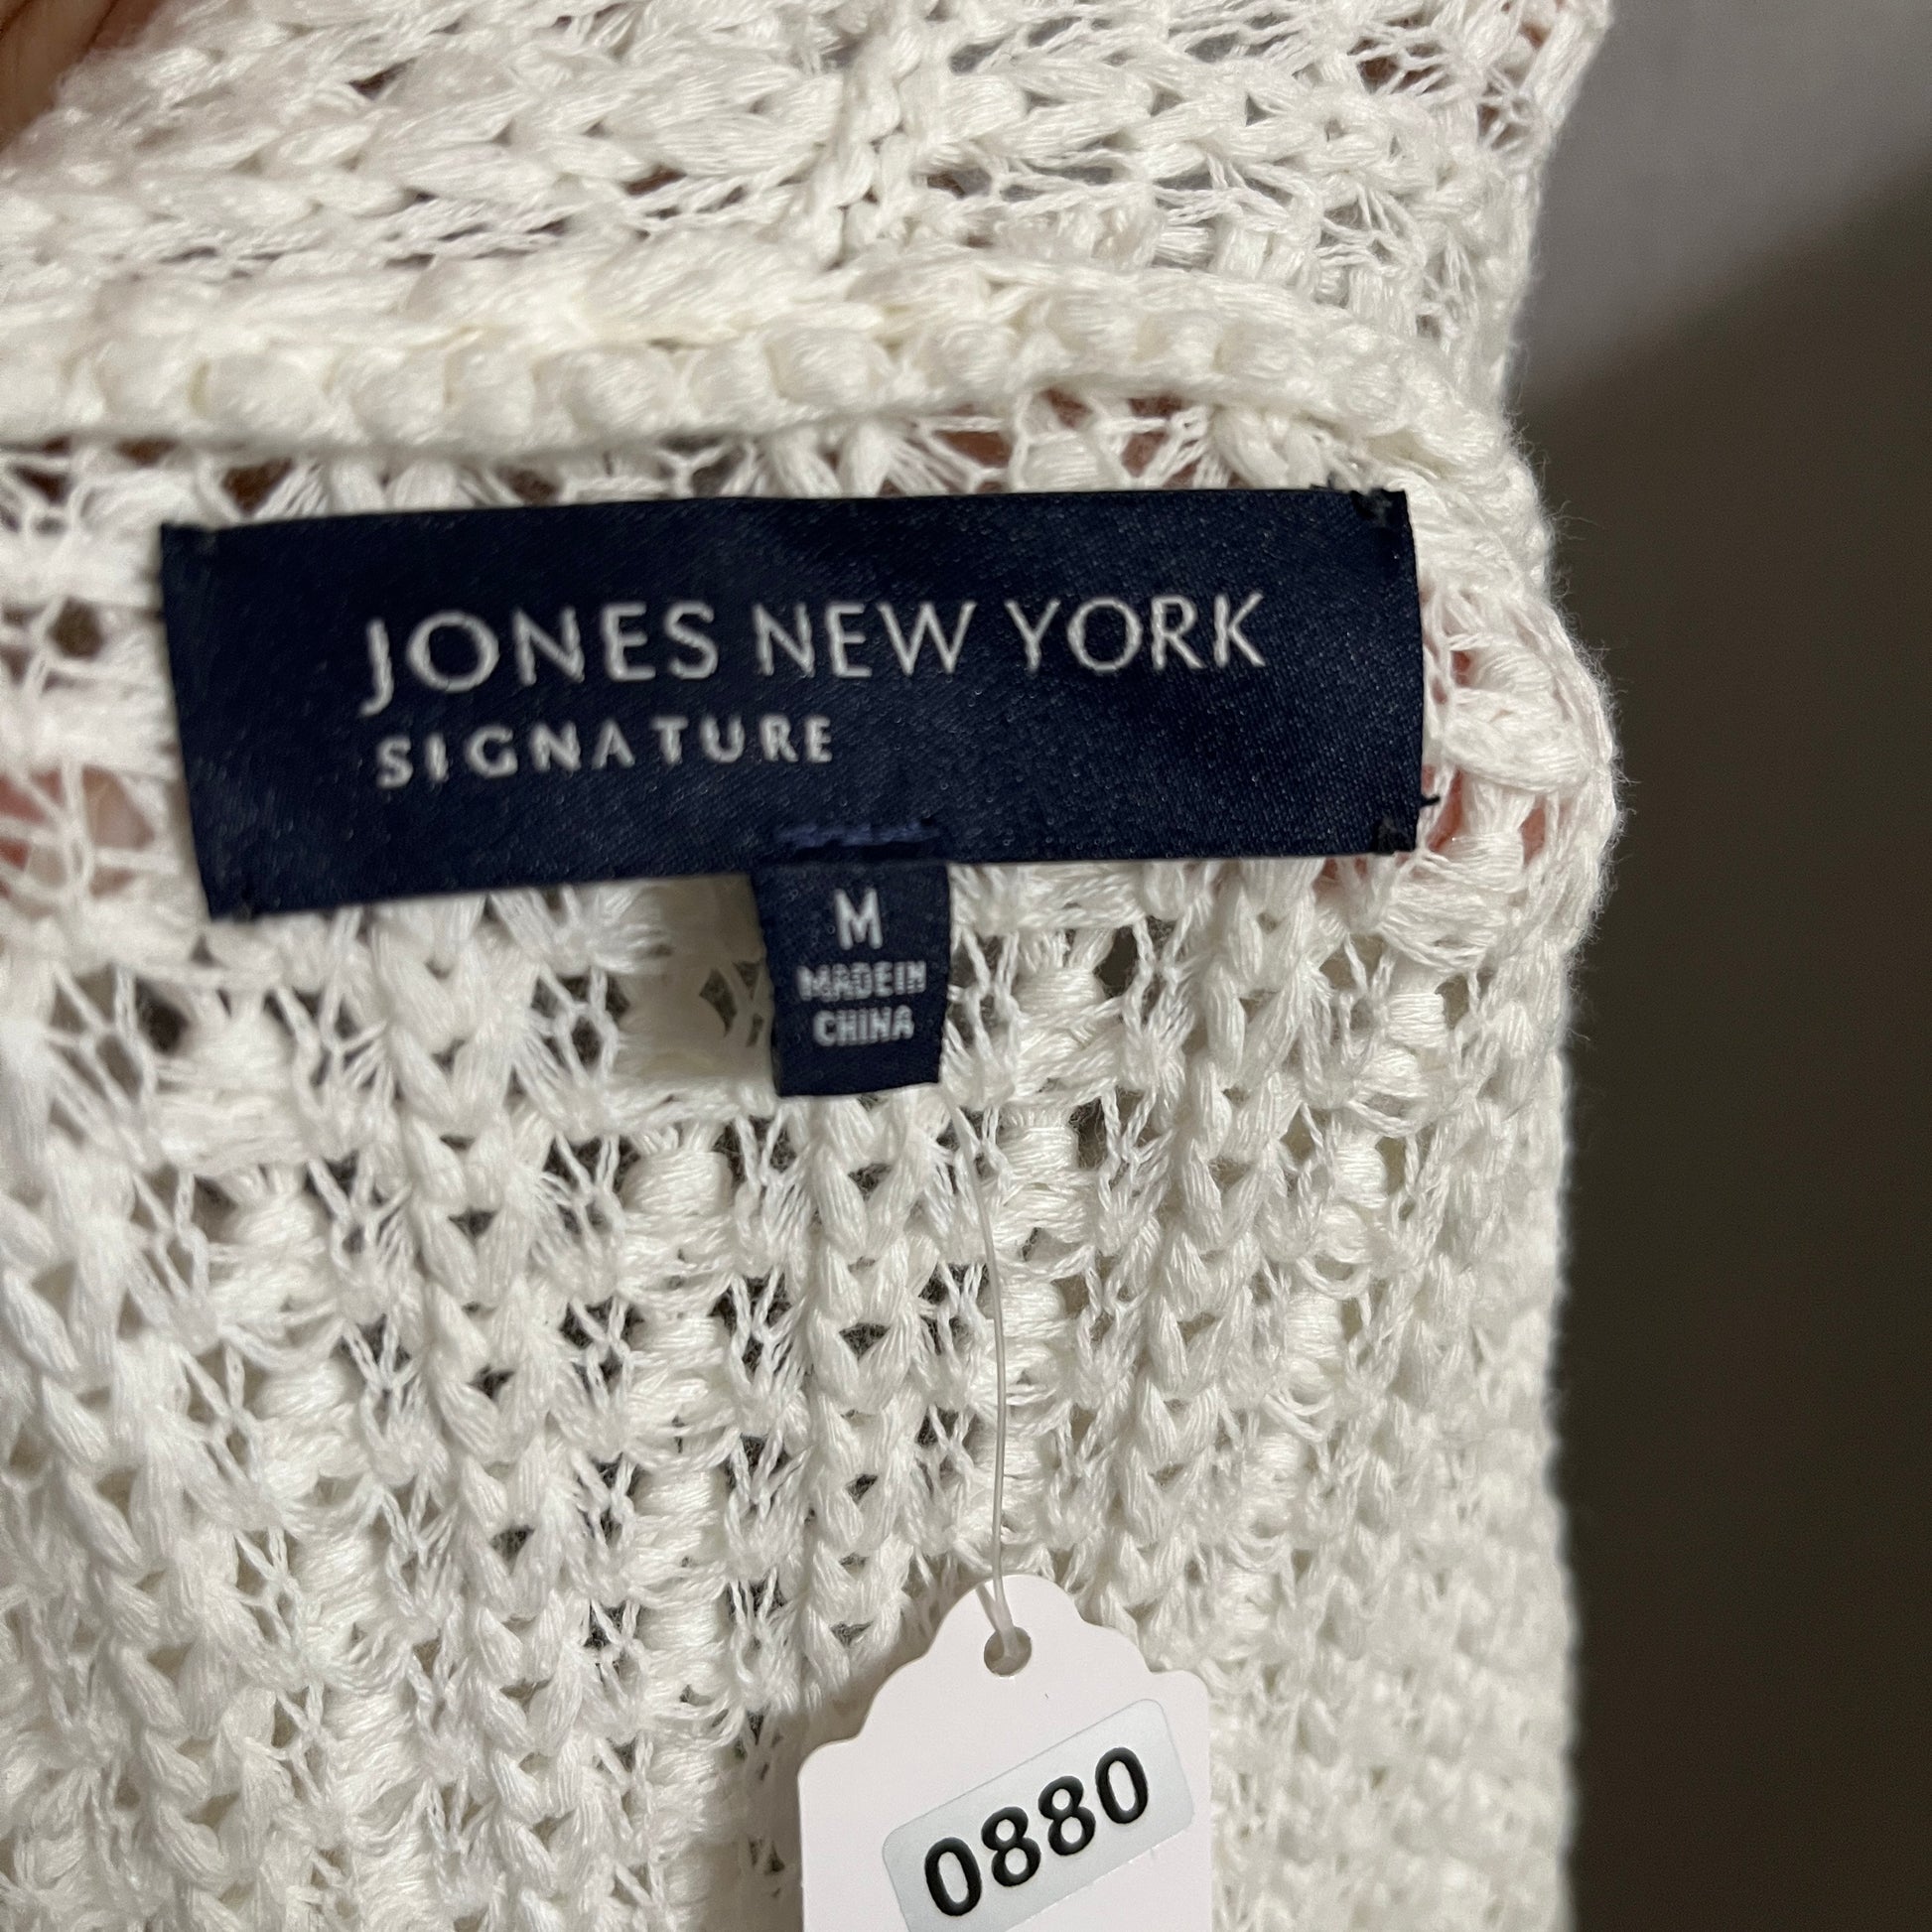 JONES NEW YORK
SIGNATURE
M
MADE IN
CHINA
0880